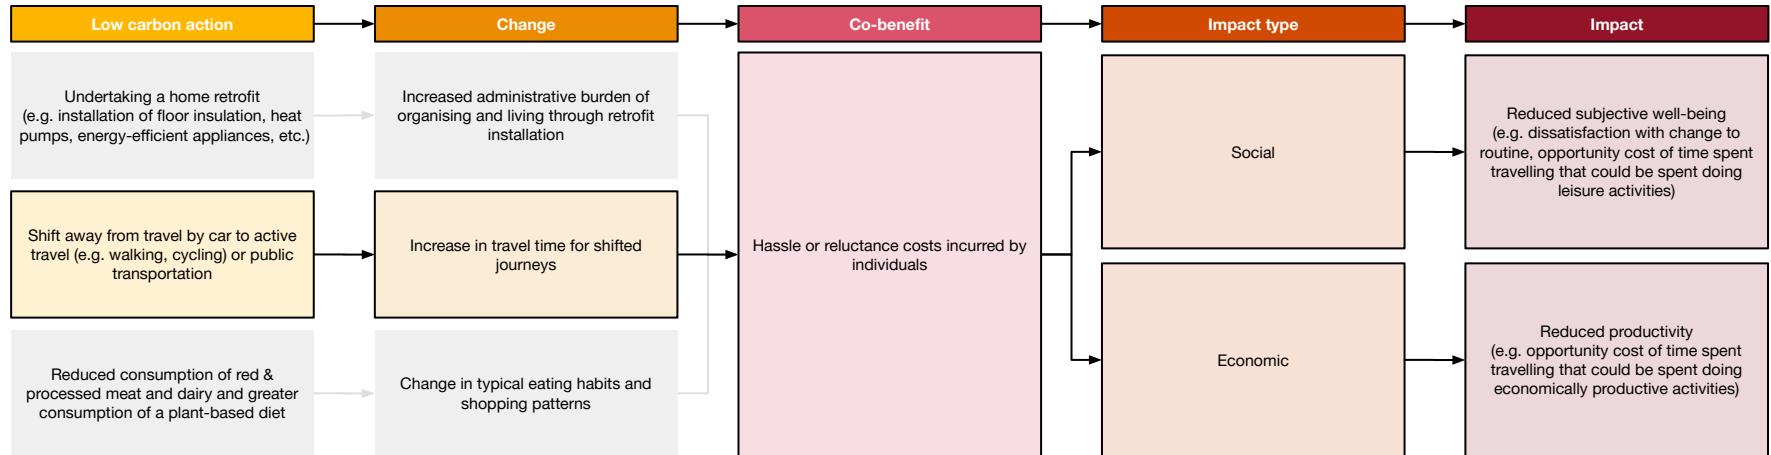 Low carbon action
Change
Co-benefit
Impact type
Impact
Undertaking a home retrofit
(e.g. installation of floor insulation, heat
pumps, energy-efficient appliances, etc.)
Increased administrative burden of
organising and living through retrofit
installation
Shift away from travel by car to active
travel (e.g. walking, cycling) or public
transportation
Increase in travel time for shifted
journeys
Reduced consumption of red &
processed meat and dairy and greater
consumption of a plant-based diet
Change in typical eating habits and
shopping patterns
Hassle or reluctance costs incurred by
individuals
Social
Economic
Reduced subjective well-being
(e.g. dissatisfaction with change to
routine, opportunity cost of time spent
travelling that could be spent doing
leisure activities)
Reduced productivity
(e.g. opportunity cost of time spent
travelling that could be spent doing
economically productive activities)